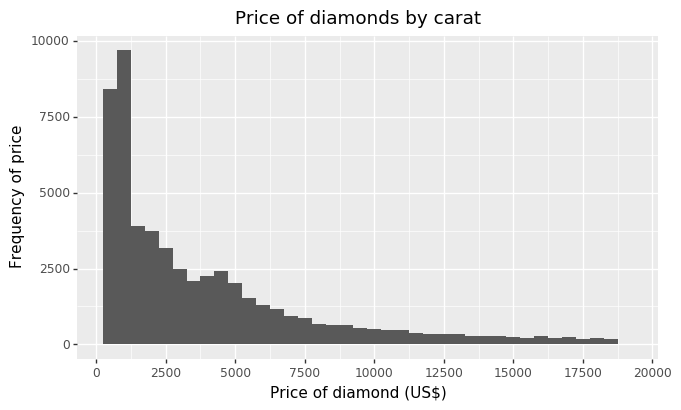 Price of diamonds by carat
10000
7500
5000
2500
0
Frequency of price
0 2500 5000 7500 10000 12500 15000 17500 20000
Price of diamond (US$)